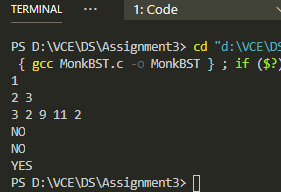 TERMINAL
1: Code
PS D:\VCE\DS\Assignment3> cd "d:\VCE\DS
{ gcc MonkBST.c -o MonkBST } ; if ($?)
1
2 3
3 2 9 11 2
NO
NO
YES
PS D:\VCE\DS\Assignment3>